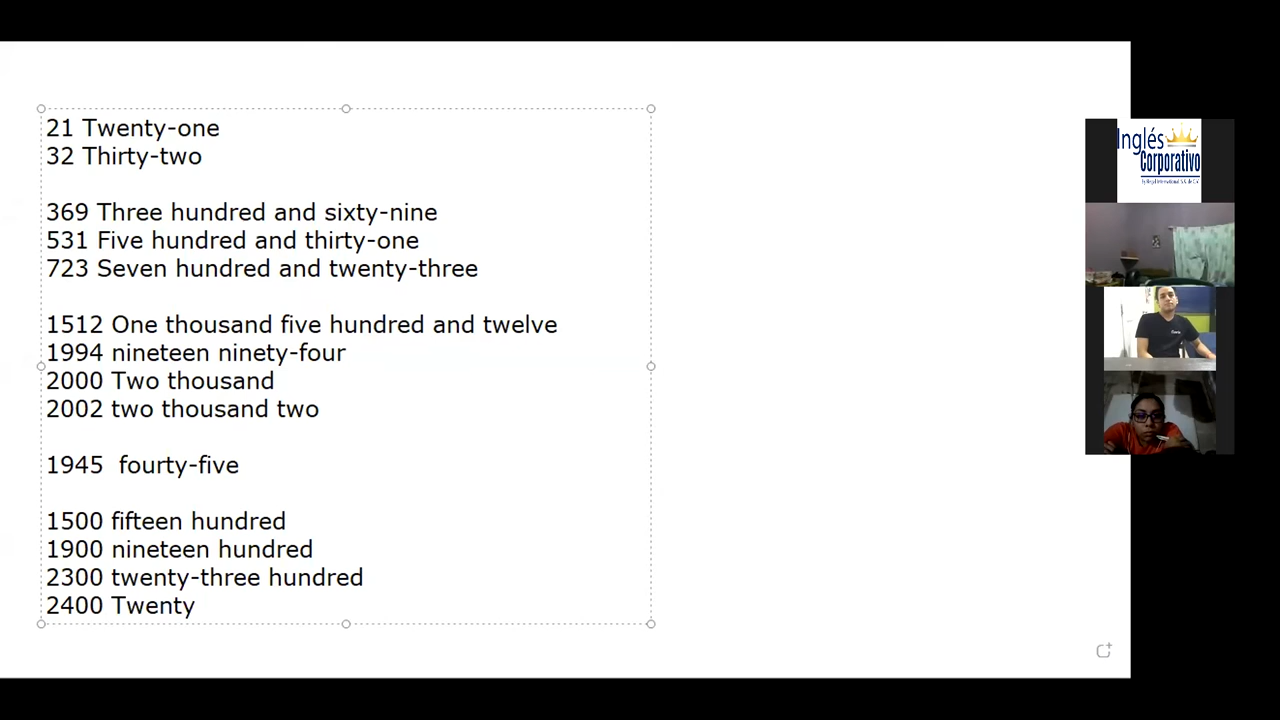 21 Twenty-one
32 Thirty-two
369 Three hundred and sixty-nine
531 Five hundred and thirty-one
723 Seven hundred and twenty-three
1512 One thousand five hundred and twelve
1994 nineteen ninety-four
2000 Two thousand
2002 two thousand two
1945  fourty-five
1500 fifteen hundred
1900 nineteen hundred
2300 twenty-three hundred
2400 Twenty
Inglés
Corporativo